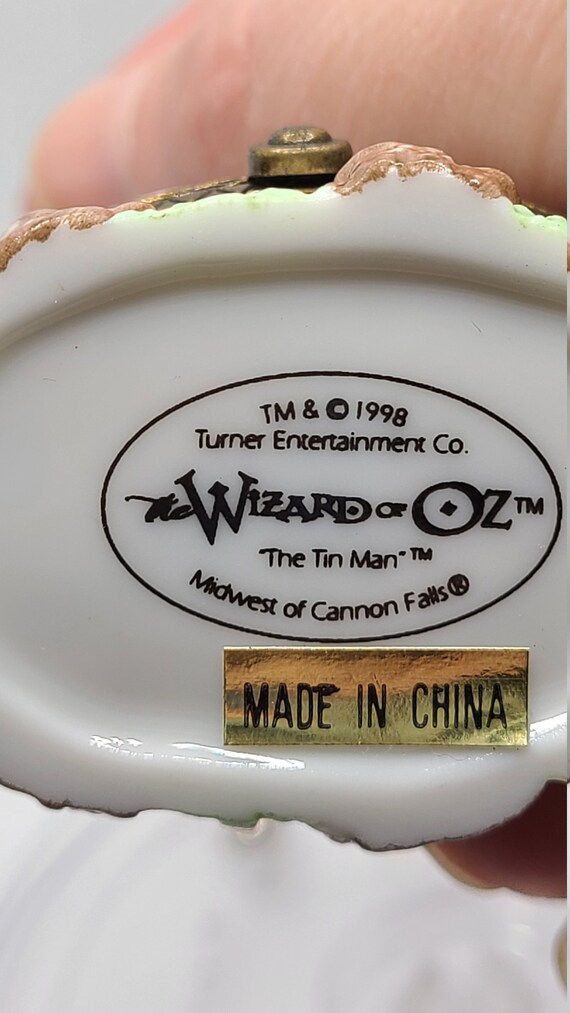 TM & © 1998
Turner Entertainment Co.
the WIZARD OF OZ™
"The Tin Man"™
Midwest of Cannon Falls®
MADE IN CHINA